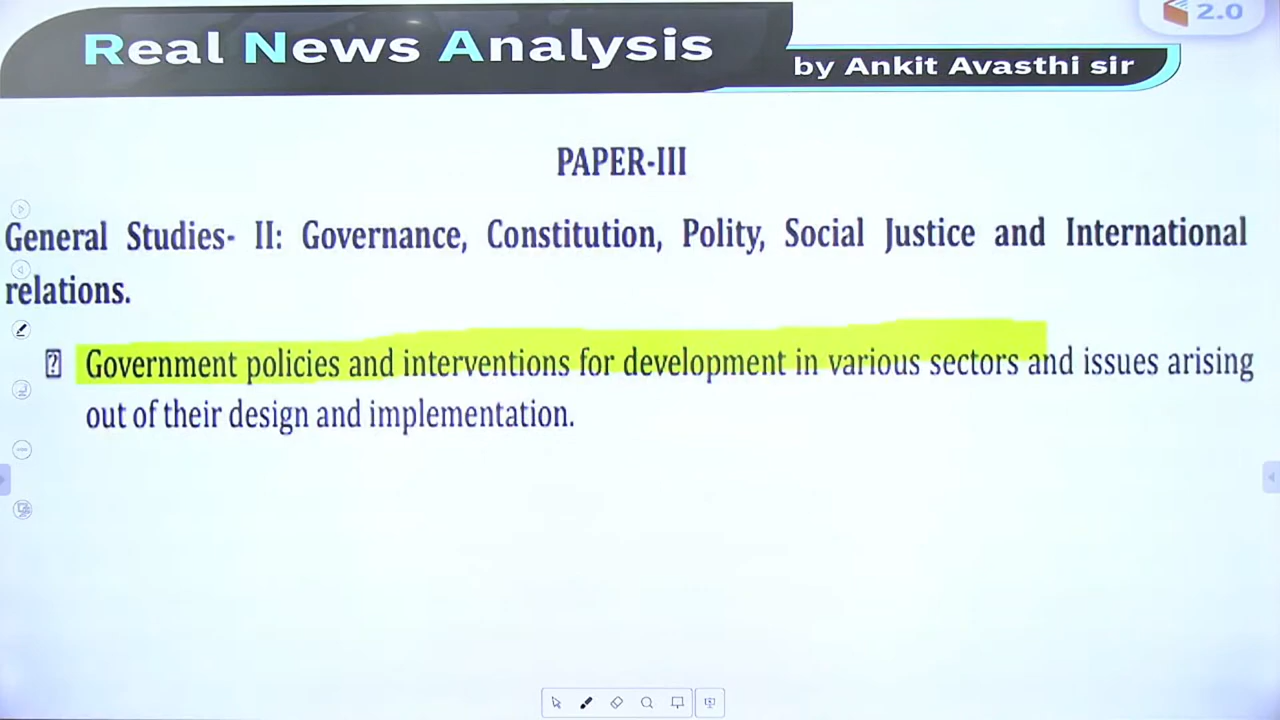 Real News Analysis
by Ankit Avasthi sir
2.0
PAPER-III
General Studies- II: Governance, Constitution, Polity, Social Justice and International
relations.
Government policies and interventions for development in various sectors and issues arising
out of their design and implementation.